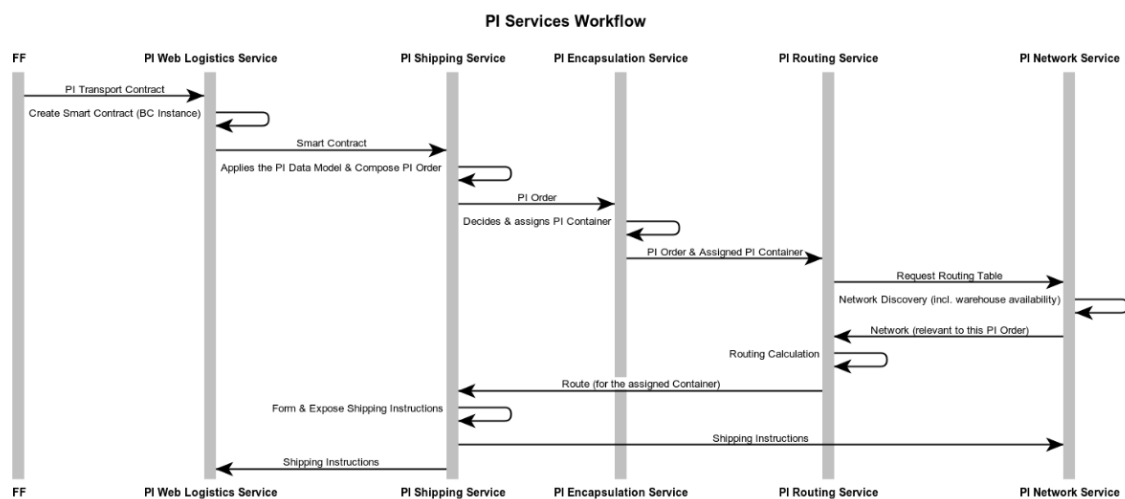 PI Services Workflow
FF
PI Web Logistics Service
PI Shipping Service
PI Encapsulation Service
PI Routing Service
PI Network Service
PI Transport Contract
Create Smart Contract (BC Instance)
Smart Contract
Applies the PI Data Model & Compose PI Order
PI Order
Decides & assigns PI Container
PI Order & Assigned PI Container
Request Routing Table
Network Discovery (incl. warehouse availability)
Network (relevant to this PI Order)
Routing Calculation
Route (for the assigned Container)
Form & Expose Shipping Instructions
Shipping Instructions
Shipping Instructions
FF
PI Web Logistics Service
PI Shipping Service
PI Encapsulation Service
PI Routing Service
PI Network Service